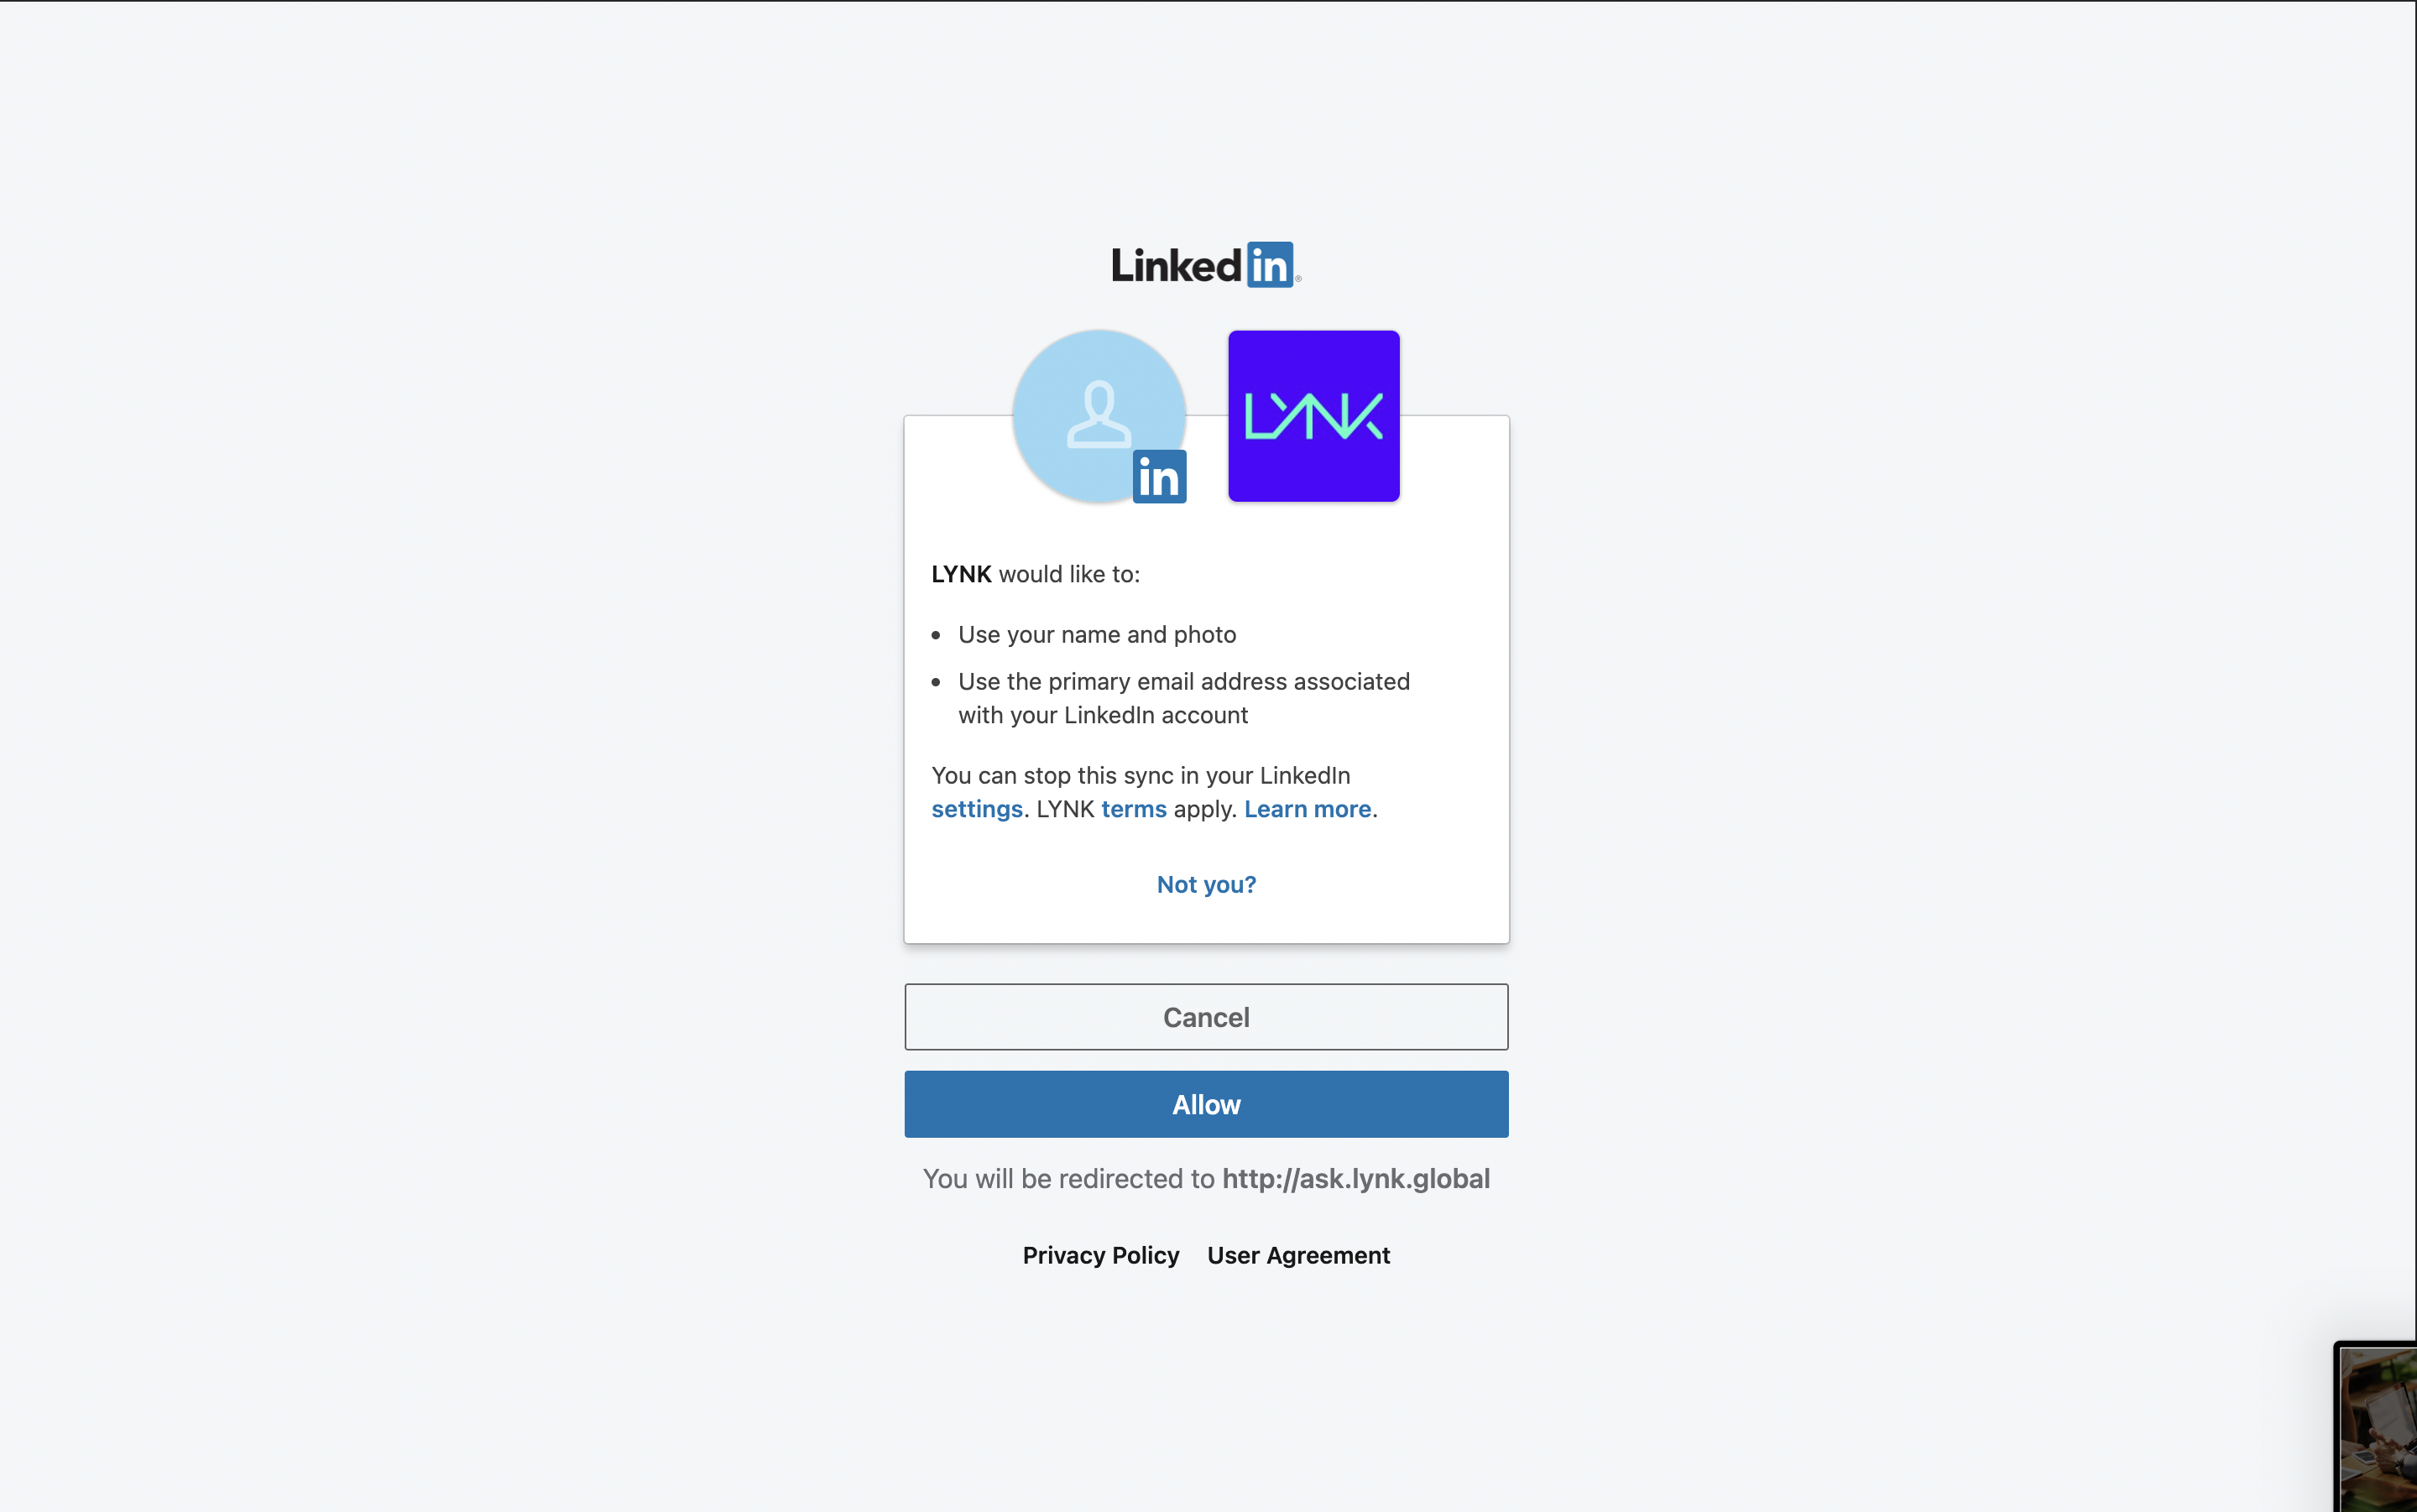 Linked in ®
in
LYNK
LYNK would like to:
• Use your name and photo
• Use the primary email address associated
with your LinkedIn account
You can stop this sync in your LinkedIn
settings. LYNK terms apply. Learn more.
Not you?
Cancel
Allow
You will be redirected to http://ask.lynk.global
Privacy Policy User Agreement